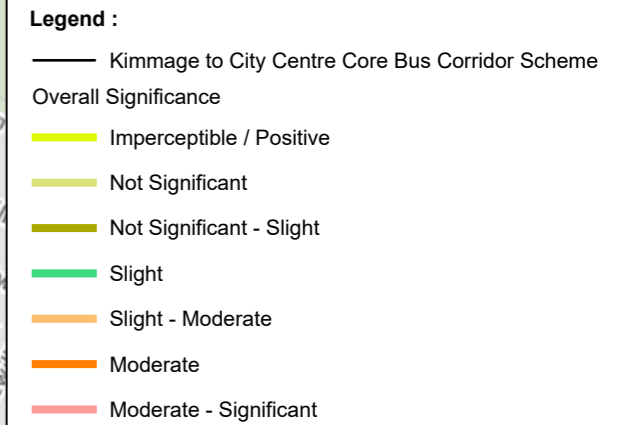 Legend :
Kimmage to City Centre Core Bus Corridor Scheme
Overall Significance
Imperceptible / Positive
Not Significant
Not Significant - Slight
Slight
Slight - Moderate
Moderate
Moderate - Significant